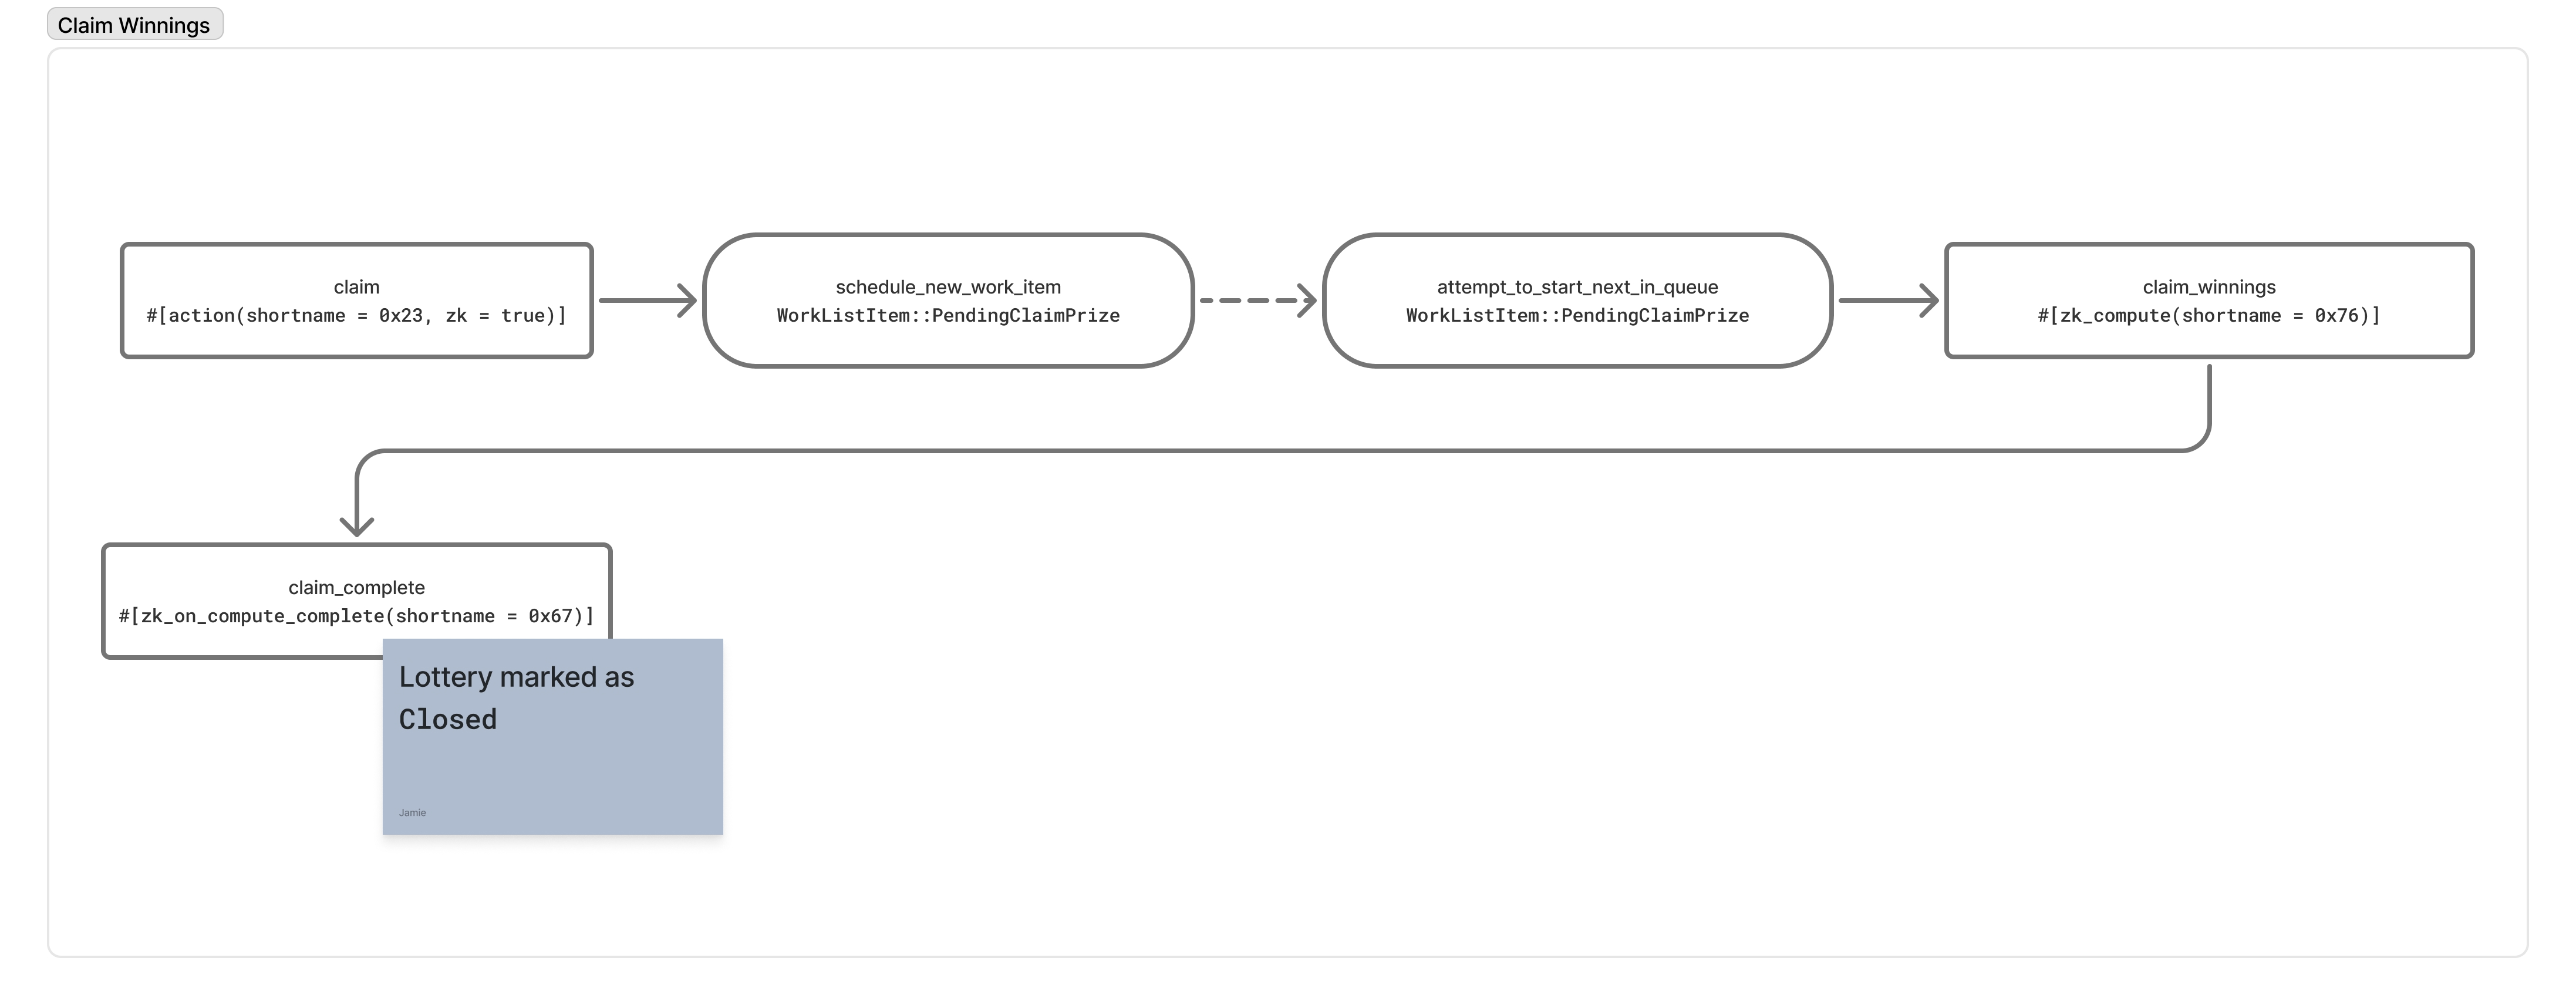 Claim Winnings
claim
#[action(shortname = 0x23, zk = true)]
schedule_new_work_item
WorkListItem::PendingClaimPrize
attempt_to_start_next_in_queue
WorkListItem::PendingClaimPrize
claim_winnings
#[zk_compute(shortname = 0x76)]
claim_complete
#[zk_on_compute_complete(shortname = 0x67)]
Lottery marked as
Closed
Jamie